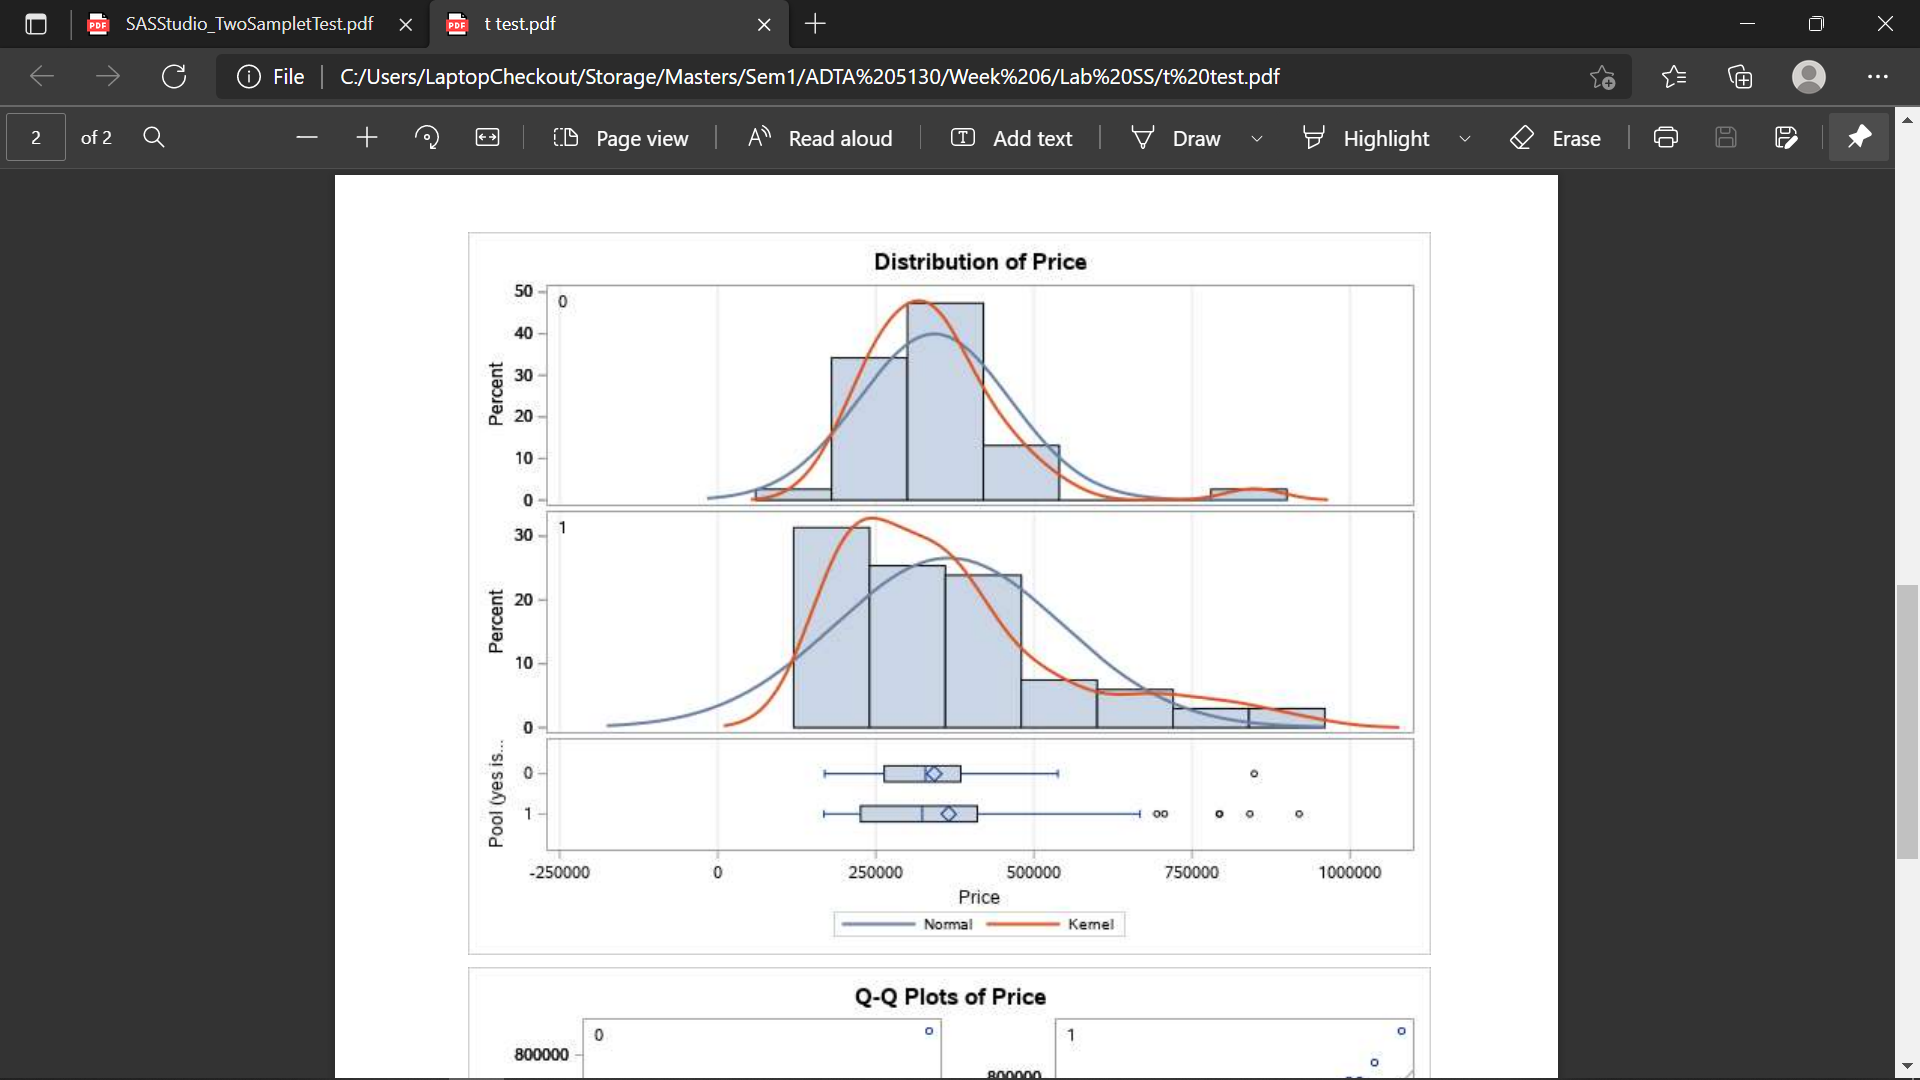 SASStudio_TwoSampletTest.pdf
t test.pdf
File
C:/Users/LaptopCheckout/Storage/Masters/Sem1/ADTA%205130/Week%206/Lab%20SS/t%20test.pdf
2 of 2
Page view
Read aloud
Add text
Draw
Highlight
Erase
Distribution of Price
50
40
30
20
10
0
Percent
0
30
20
10
0
Percent
1
Pool (yes is...
0
1
-250000 0 250000 500000 750000 1000000
Price
Normal Kernel
Q-Q Plots of Price
0
1
800000
800000